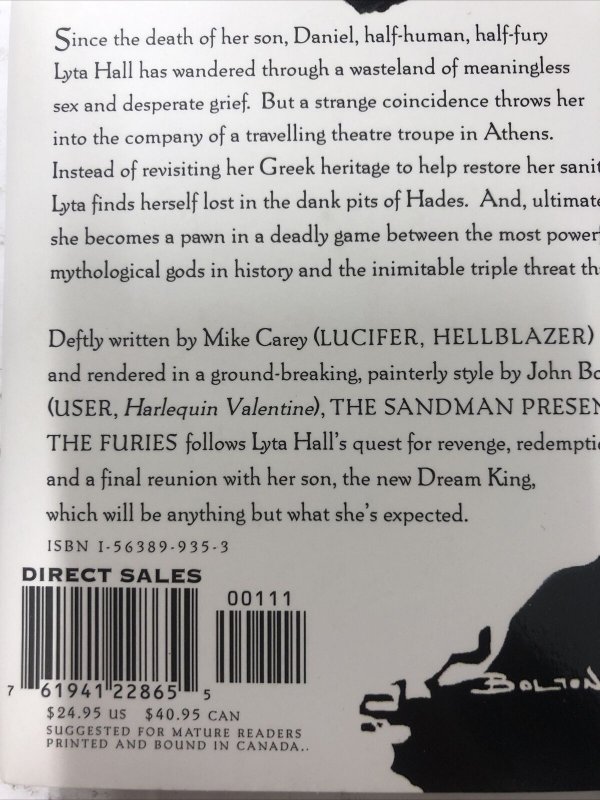 Since the death of her son, Daniel, half-human, half-fury
Lyta Hall has wandered through a wasteland of meaningless
sex and desperate grief. But a strange coincidence throws her
into the company of a travelling theatre troupe in Athens.
Instead of revisiting her Greek heritage to help restore her sanit
Lyta finds herself lost in the dank pits of Hades. And, ultimate
she becomes a pawn in a deadly game between the most power
mythological gods in history and the inimitable triple threat th
Deftly written by Mike Carey (LUCIFER, HELLBLAZER)
and rendered in a ground-breaking, painterly style by John Bo
(USER, Harlequin Valentine), THE SANDMAN PRESEN
THE FURIES follows Lyta Hall's quest for revenge, redemptio
and a final reunion with her son, the new Dream King,
which will be anything but what she's expected.
ISBN 1-56389-935-3
DIRECT SALES
00111
7 61941 22865 5
$24.95 US $40.95 CAN
SUGGESTED FOR MATURE READERS
PRINTED AND BOUND IN CANADA..
BOLTON